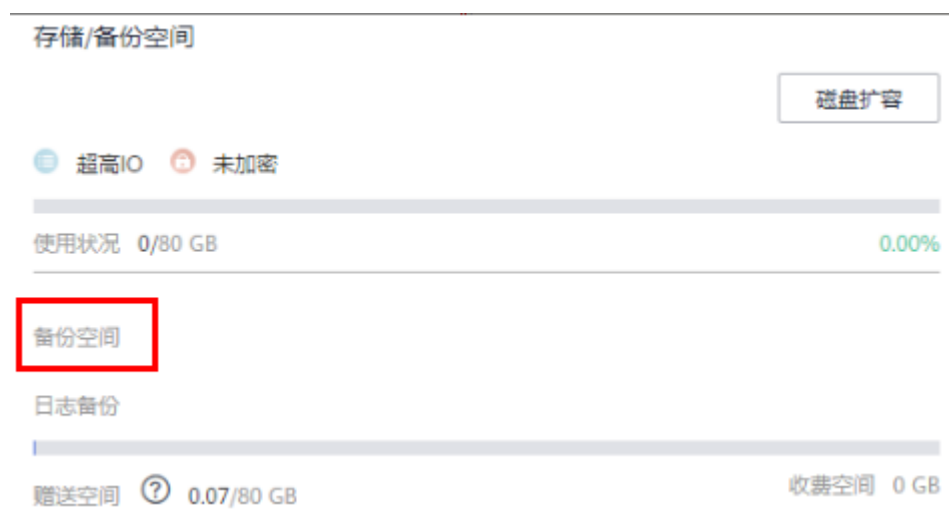 存储/备份空间
磁盘扩容
超高IO 未加密
使用状况 0/80 GB 0.00%
备份空间
日志备份
赠送空间 ? 0.07/80 GB 收费空间 0 GB